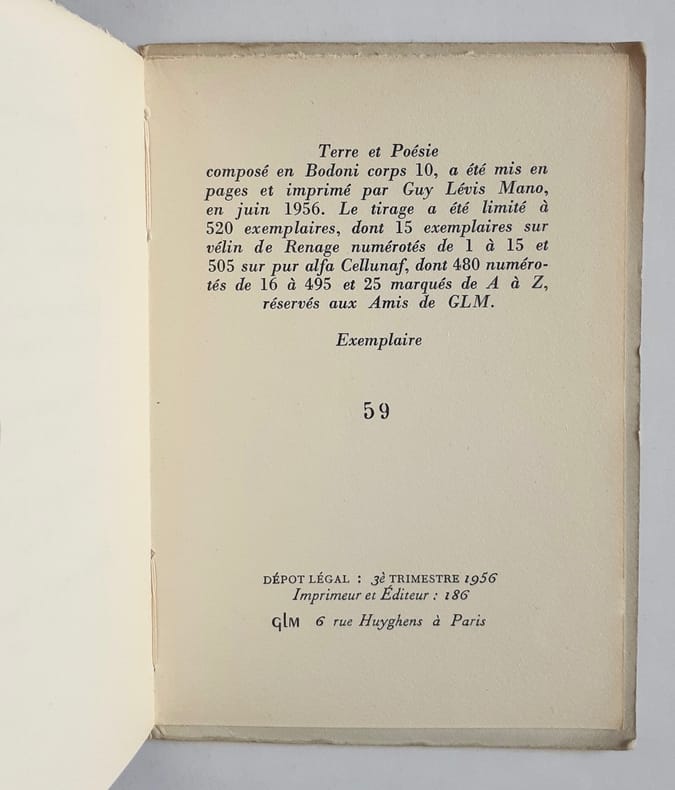 Terre et Poésie
composé en Bodoni corps 10, a été mis en
pages et imprimé par Guy Lévis Mano,
en juin 1956. Le tirage a été limité à
520 exemplaires, dont 15 exemplaires sur
vélin de Renage numérotés de 1 à 15 et
505 sur pur alfa Cellunaf, dont 480 numéro-
tés de 16 à 495 et 25 marqués de A à Z,
réservés aux Amis de GLM.
Exemplaire
59
DÉPOT LÉGAL : 3è TRIMESTRE 1956
Imprimeur et Éditeur : 186
GLM 6 rue Huyghens à Paris